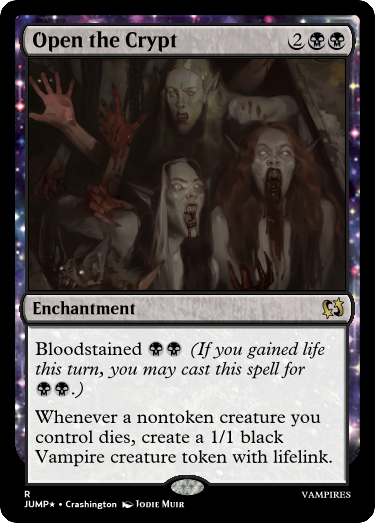 Open the Crypt 2
Enchantment
Bloodstained (If you gained life
this turn, you may cast this spell for
.)
Whenever a nontoken creature you
control dies, create a 1/1 black
Vampire creature token with lifelink.
R VAMPIRES
JUMP★ • Crashington Jodie Muir